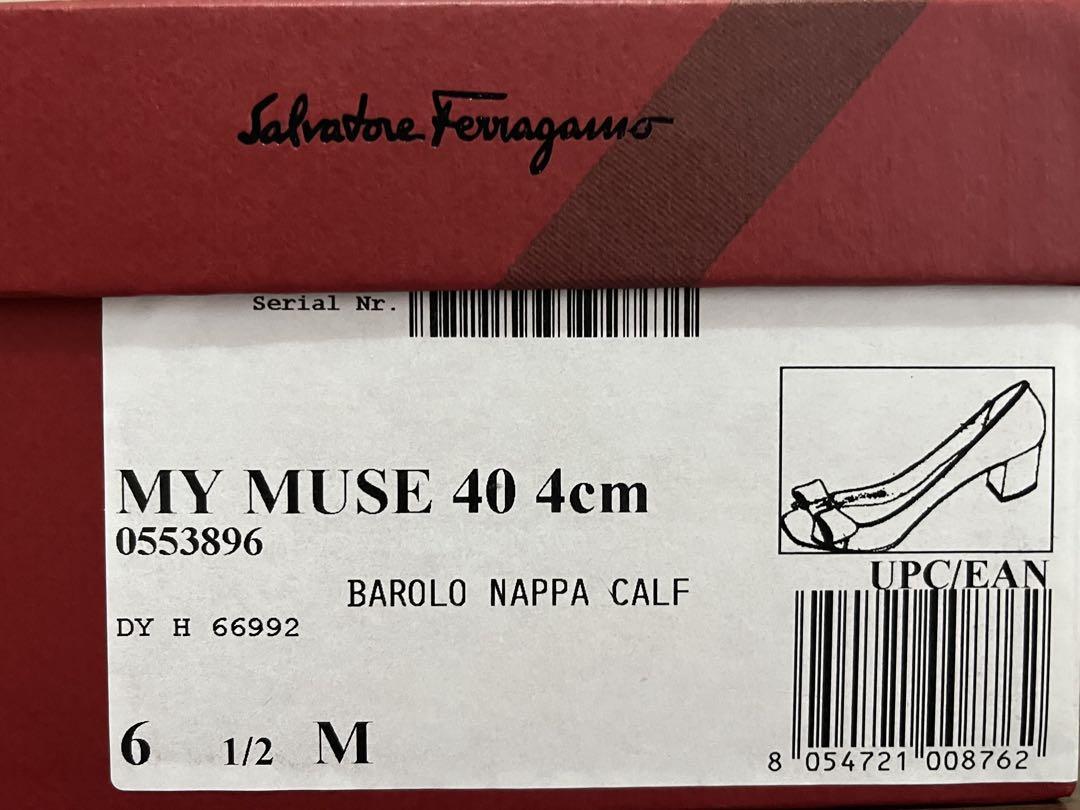 Salvatore Ferragamo
Serial Nr.
MY MUSE 40 4cm
0553896
BAROLO NAPPA CALF
DY H 66992
6 1/2 M
UPC/EAN
8 054721 008762